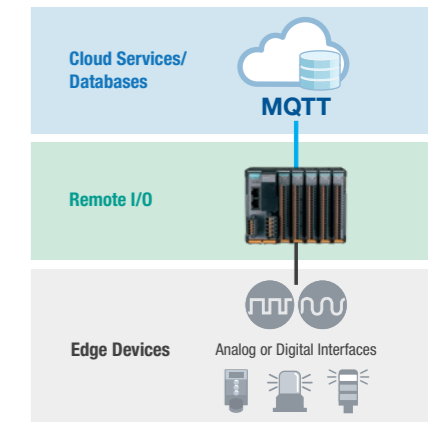 Cloud Services/
Databases
MQTT
Remote I/O
Edge Devices
Analog or Digital Interfaces